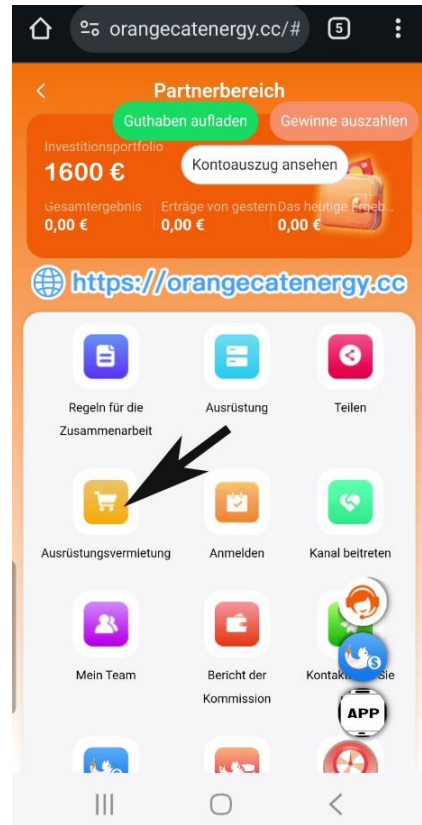 orangecatenergy.cc/#
5
Partnerbereich
Guthaben aufladen
Gewinne auszahlen
Investitionsportfolio
1600 €
Kontoauszug ansehen
Gesamtergebnis
Erträge von gestern
Das heutige Ergeb...
0,00 €
0,00 €
0,00 €
https://orangecatenergy.cc
Regeln für die
Zusammenarbeit
Ausrüstung
Teilen
Ausrüstungsvermietung
Anmelden
Kanal beitreten
Mein Team
Bericht der
Kommission
Sie
APP